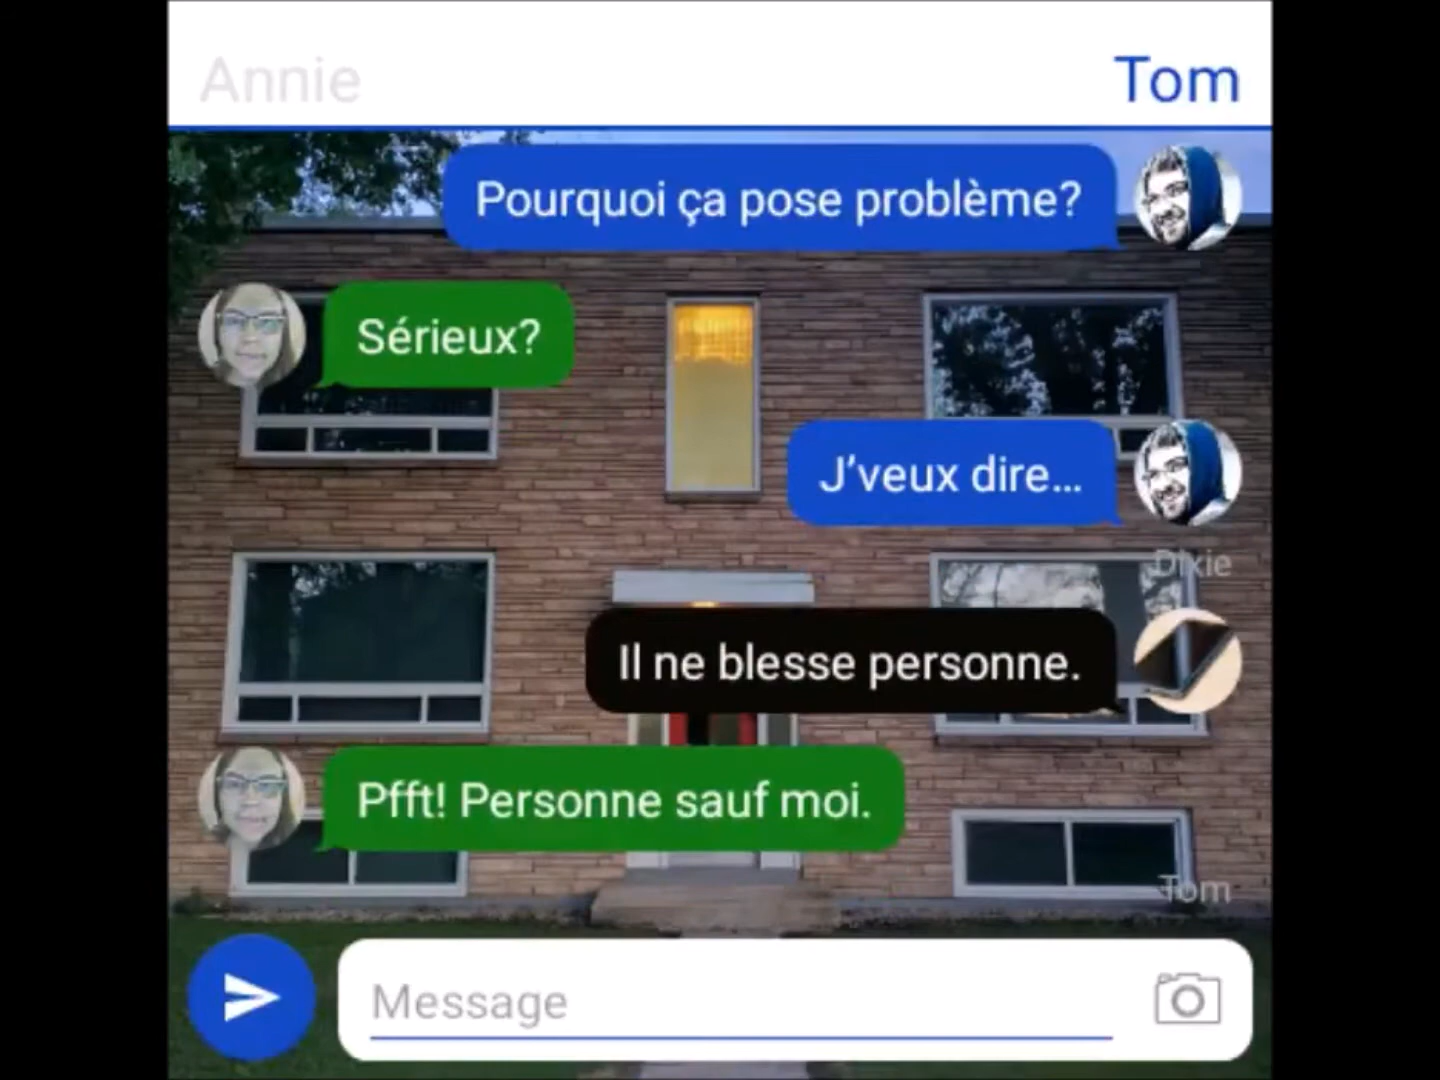 Annie
Tom
Pourquoi ça pose problème?
Sérieux?
J’veux dire…
Dixie
Il ne blesse personne.
Pfft! Personne sauf moi.
Tom
Message